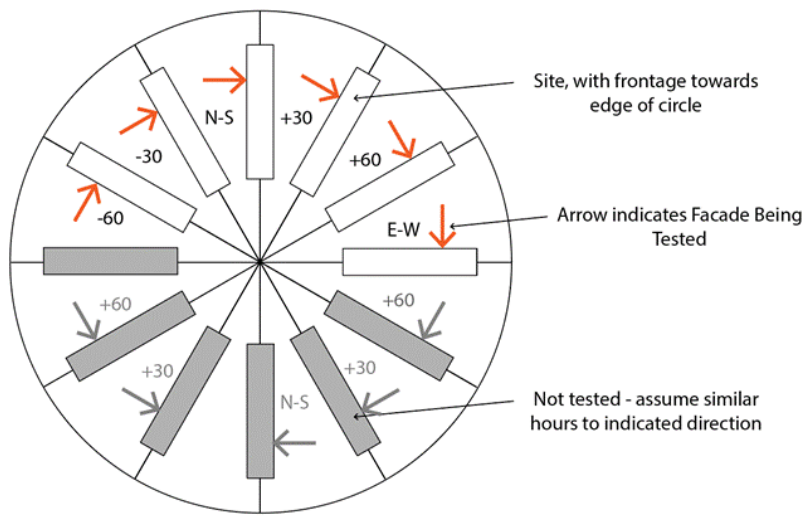 N-S
+30
-30
+60
-60
E-W
Site, with frontage towards
edge of circle
Arrow indicates Facade Being
Tested
+60
+60
+30
+30
N-S
Not tested - assume similar
hours to indicated direction